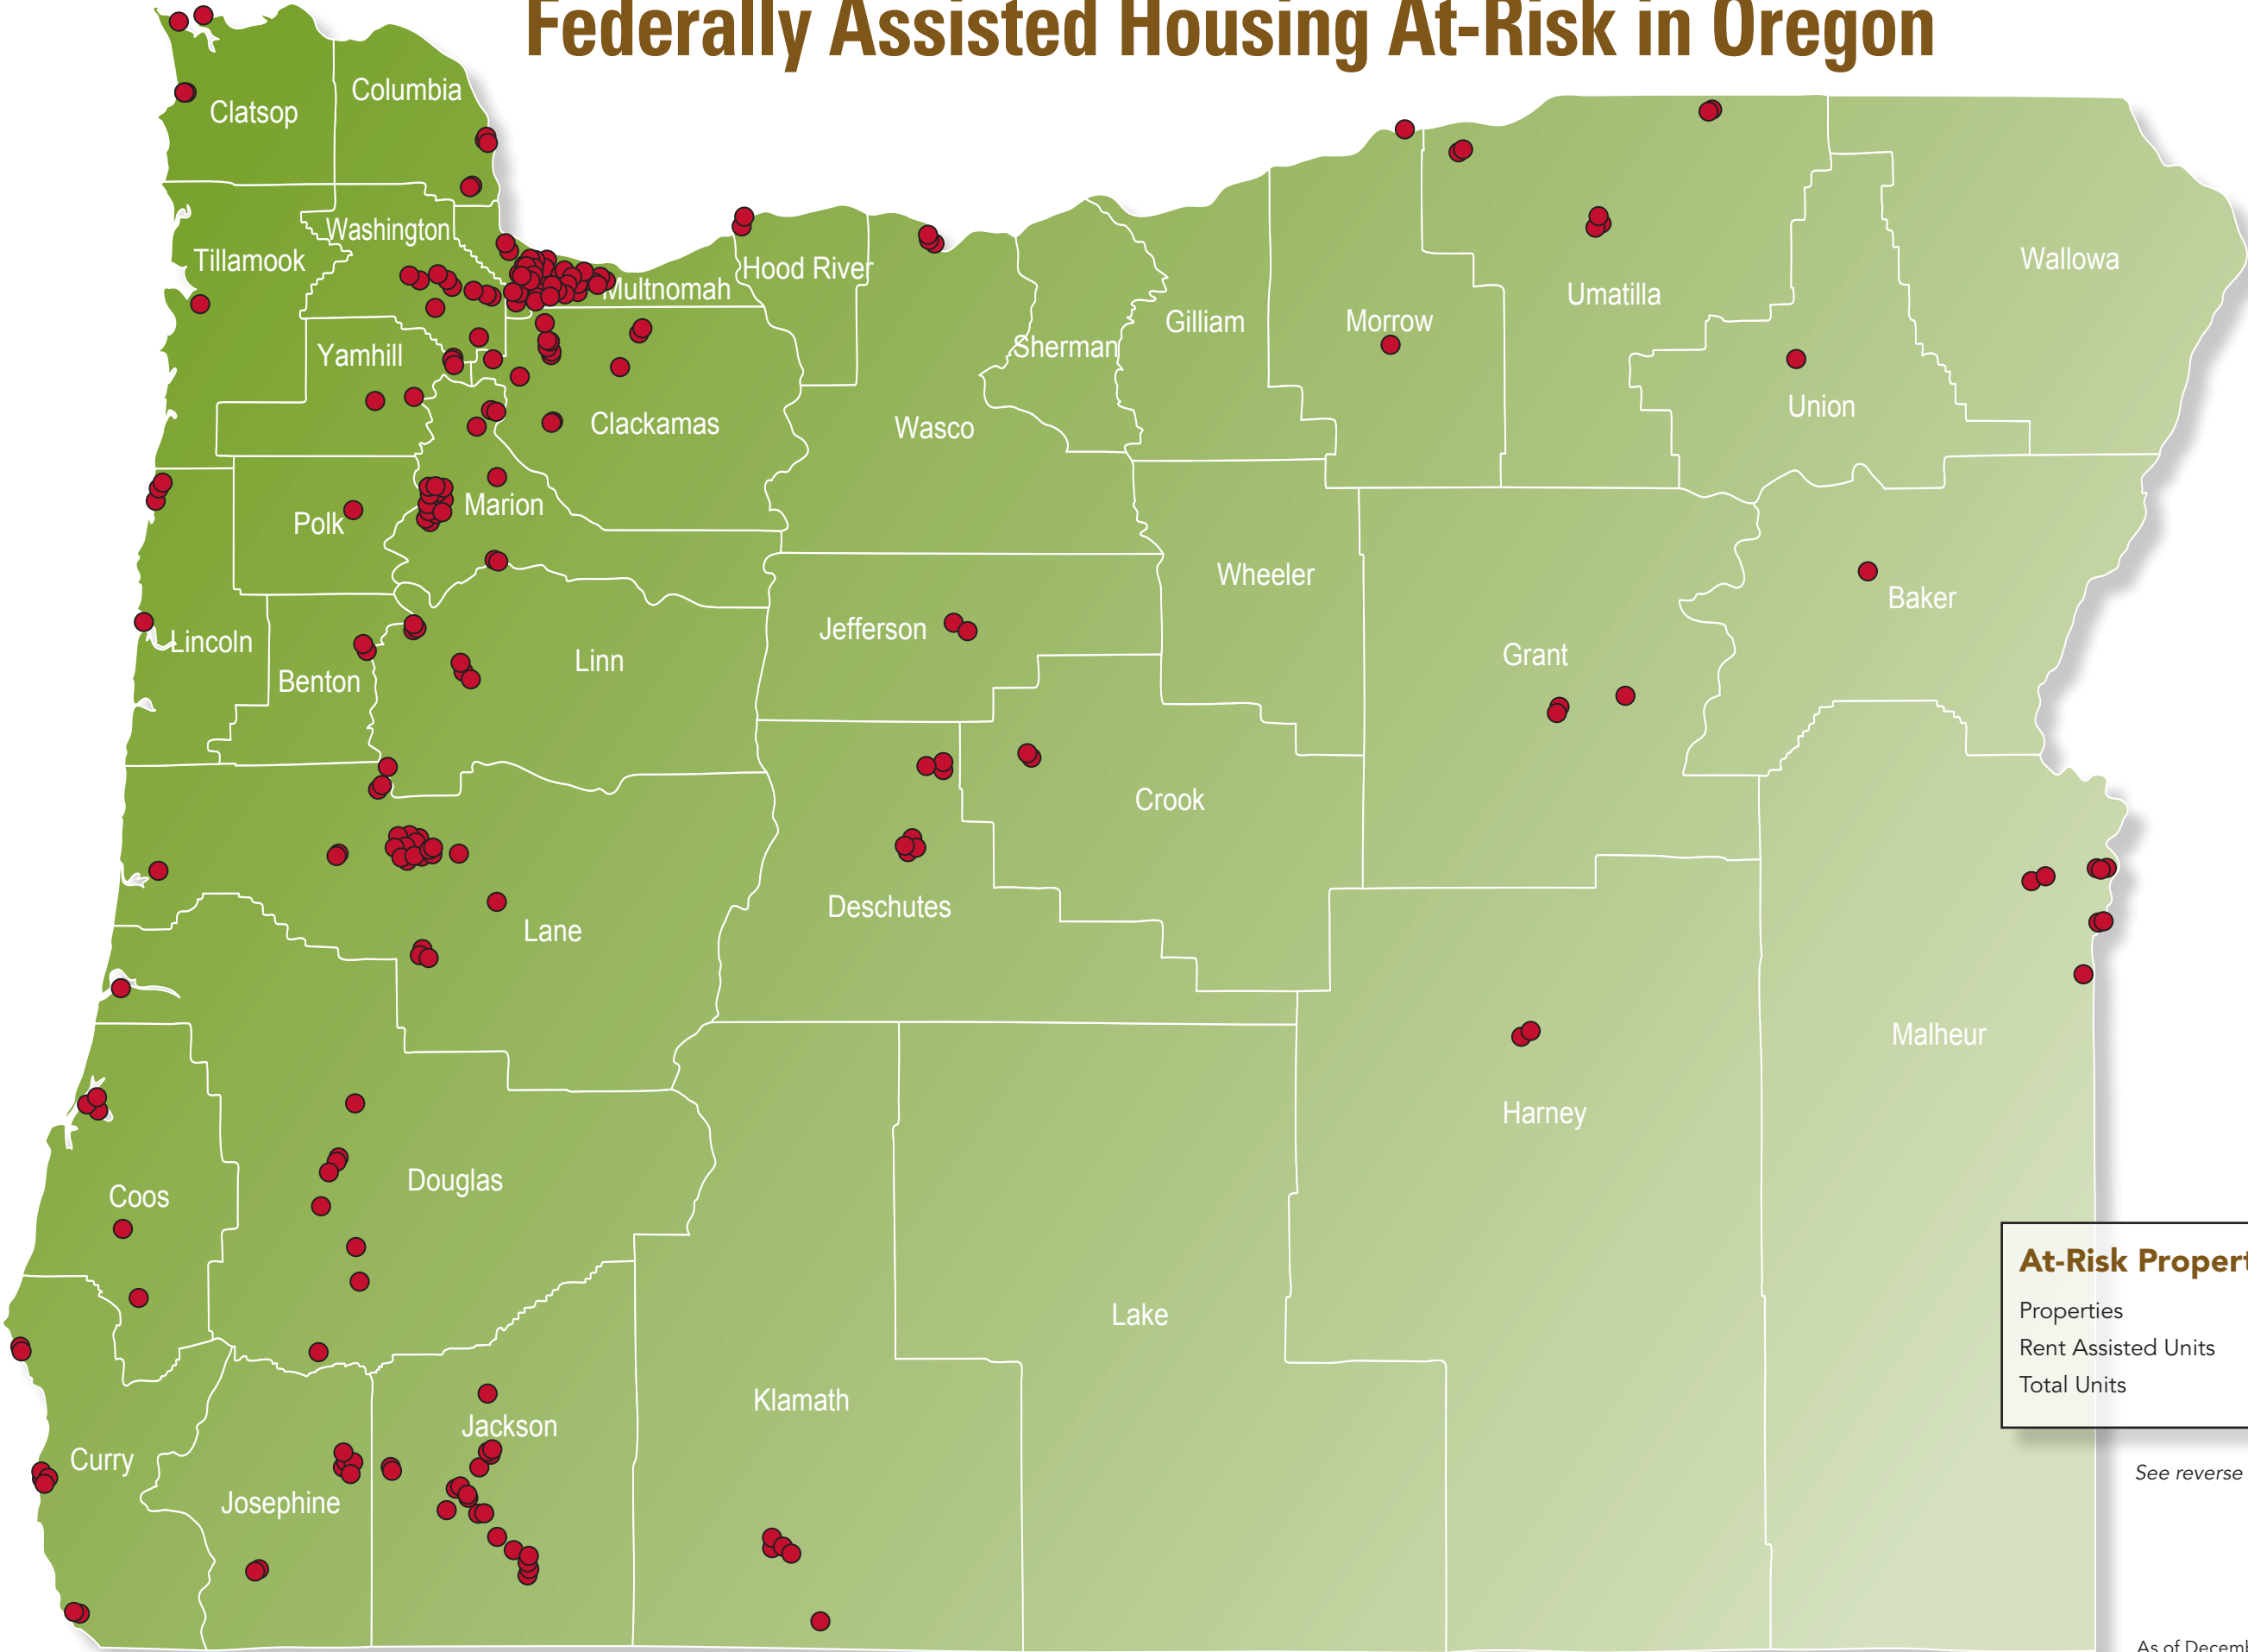 Federally Assisted Housing At-Risk in Oregon
Columbia
Clatsop
Washington
Tillamook
Hood River
Multnomah
Wallowa
Umatilla
Gilliam
Morrow
Sherman
Yamhill
Union
Clackamas
Wasco
Marion
Polk
Wheeler
Baker
Jefferson
Lincoln
Grant
Linn
Benton
Crook
Deschutes
Lane
Malheur
Harney
Douglas
Coos
At-Risk Propert
Properties
Lake
Rent Assisted Units
Total Units
Klamath
Jackson
Curry
See reverse
Josephine
As of Decemb